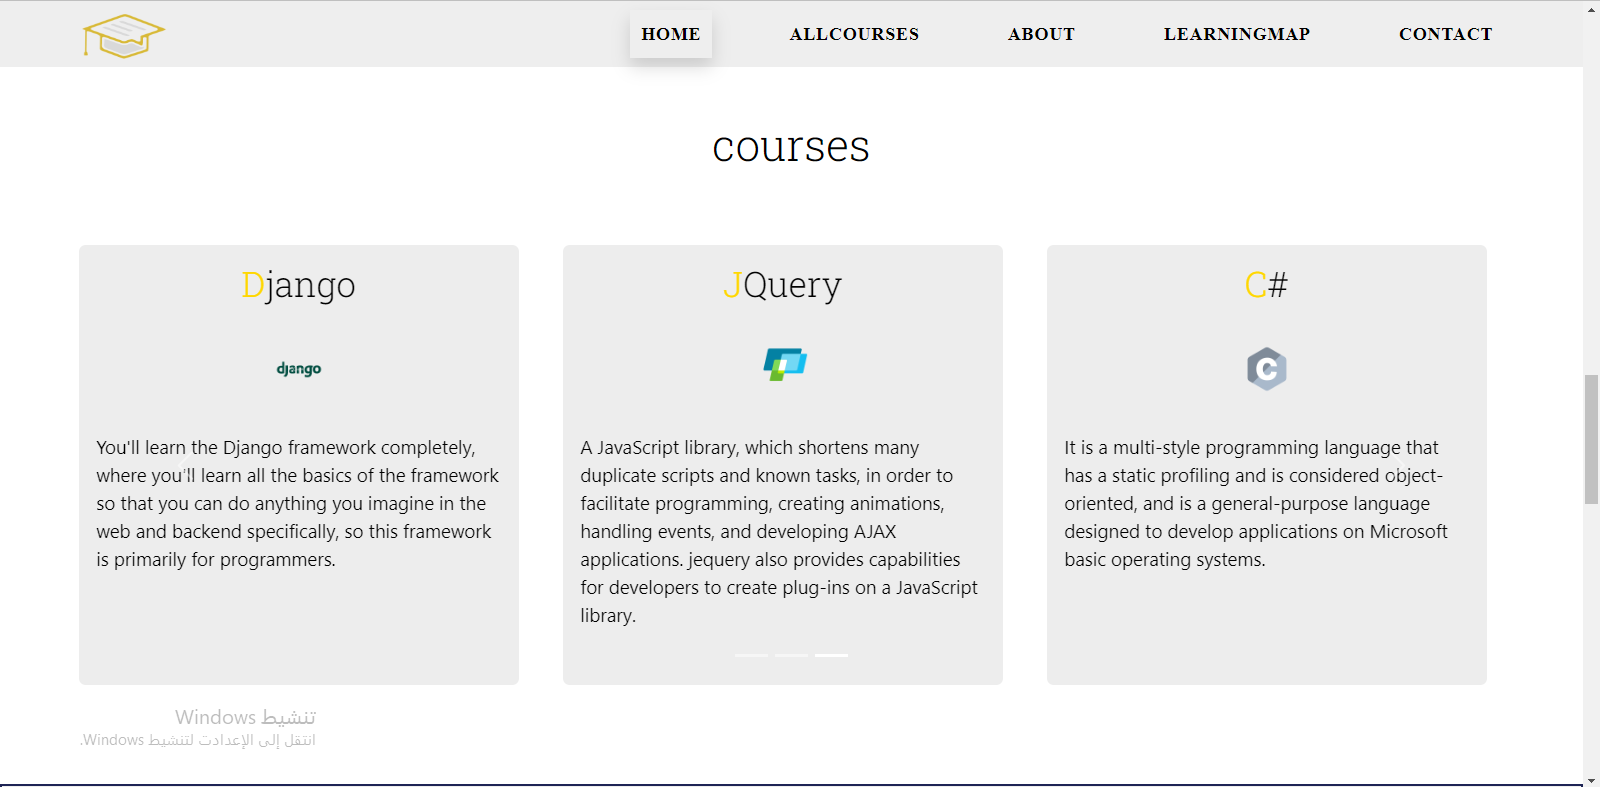 HOME ALLCOURSES ABOUT LEARNINGMAP CONTACT
courses
Django
django
You'll learn the Django framework completely,
where you'll learn all the basics of the framework
so that you can do anything you imagine in the
web and backend specifically, so this framework
is primarily for programmers.
JQuery
A JavaScript library, which shortens many
duplicate scripts and known tasks, in order to
facilitate programming, creating animations,
handling events, and developing AJAX
applications. jequery also provides capabilities
for developers to create plug-ins on a JavaScript
library.
C#
C
It is a multi-style programming language that
has a static profiling and is considered object-
oriented, and is a general-purpose language
designed to develop applications on Microsoft
basic operating systems.
تنشيط Windows
انتقل إلى الإعدادت لتنشيط Windows.